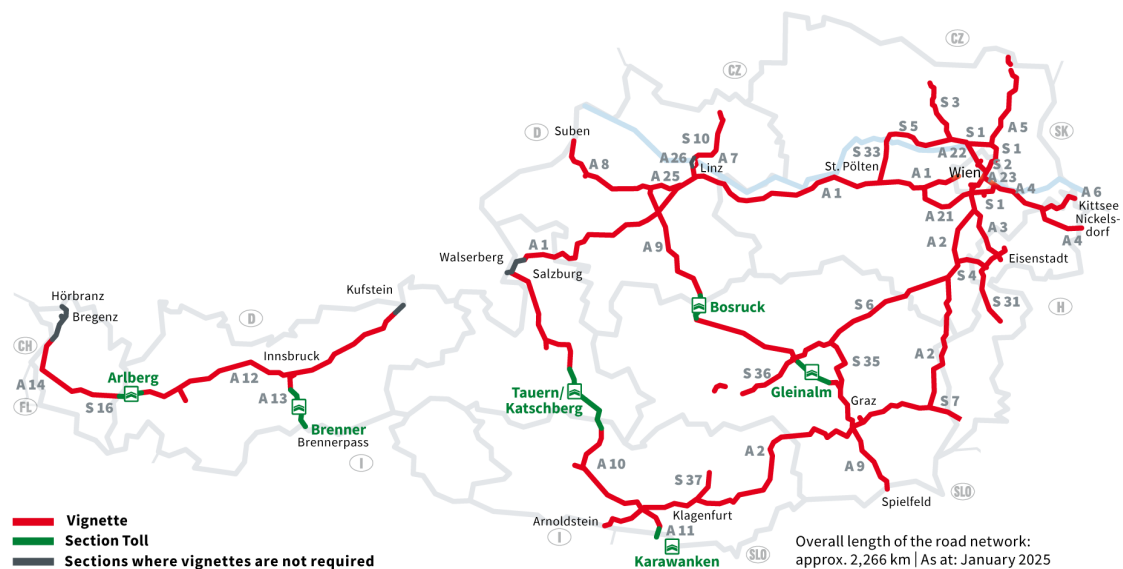 CZ
CZ
S 3
A 5
D
Suben
S 10
S 5
S 1
SK
S 33
A 22
S 1
A 26
A 7
Linz
A 8
A 25
St. Pölten
S 2
Wien
A 23
A 1
A 4
A 1
A 6
Kittsee
Nickels-
dorf
S 1
A 21
A 3
A 4
A 2
A 9
A 1
Walserberg
Salzburg
Eisenstadt
S 4
Kufstein
Hörbranz
Bregenz
D
Bosruck
S 6
S 31
H
CH
Innsbruck
S 35
A 2
Arlberg
A 12
A 14
S 36
Gleinalm
Tauern/
Katschberg
A 13
FL
S 16
Graz
S 7
Brenner
Brennerpass
I
A 2
A 10
A 9
S 37
SLO
Spielfeld
Klagenfurt
Arnoldstein
A 11
I
SLO
Karawanken
Vignette
Section Toll
Sections where vignettes are not required
Overall length of the road network:
approx. 2,266 km | As at: January 2025